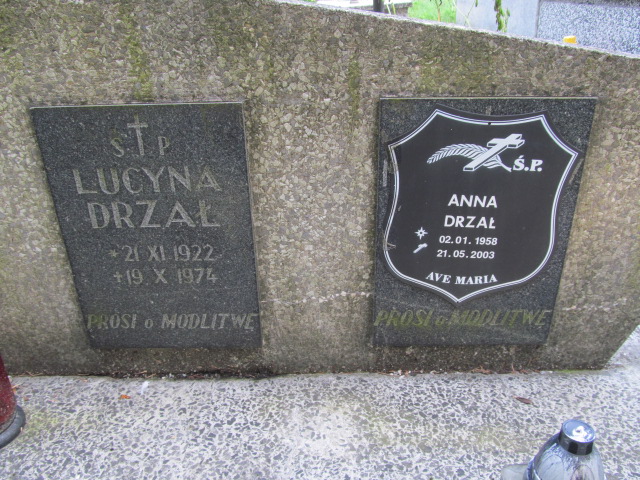 Ś.†P.
LUCYNA
DRZAŁ
*21 XI 1922
+19 X 1974
PROSI o MODLITWĘ
Ś.P.
ANNA
DRZAŁ
02.01.1958
21.05.2003
AVE MARIA
PROSI o MODLITWĘ